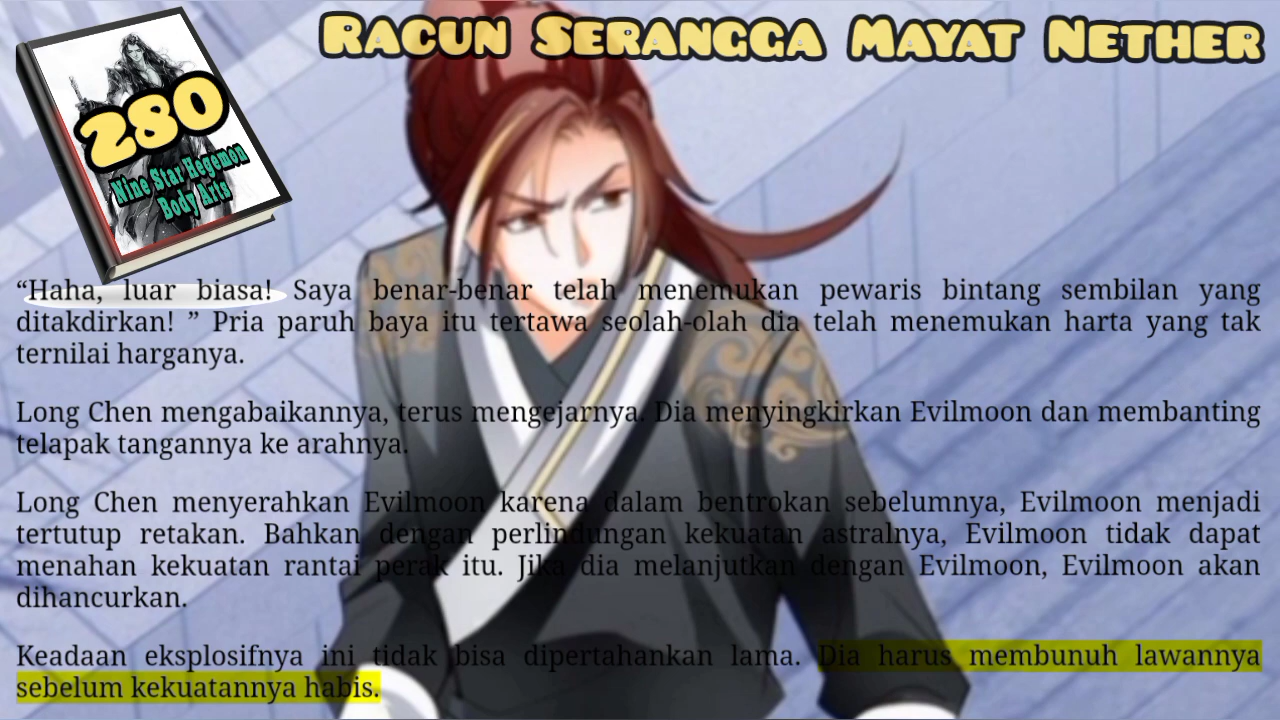 Racun Serangga Mayat Nether
280
Nine Star Hegemon
Body Arts
“Haha, luar biasa! Saya benar-benar telah menemukan pewaris bintang sembilan yang
ditakdirkan! ” Pria paruh baya itu tertawa seolah-olah dia telah menemukan harta yang tak
ternilai harganya.
Long Chen mengabaikannya, terus mengejarnya. Dia menyingkirkan Evilmoon dan membanting
telapak tangannya ke arahnya.
Long Chen menyerahkan Evilmoon karena dalam bentrokan sebelumnya, Evilmoon menjadi
tertutup retakan. Bahkan dengan perlindungan kekuatan astralnya, Evilmoon tidak dapat
menahan kekuatan rantai perak itu. Jika dia melanjutkan dengan Evilmoon, Evilmoon akan
dihancurkan.
Keadaan eksplosifnya ini tidak bisa dipertahankan lama. Dia harus membunuh lawannya
sebelum kekuatannya habis.